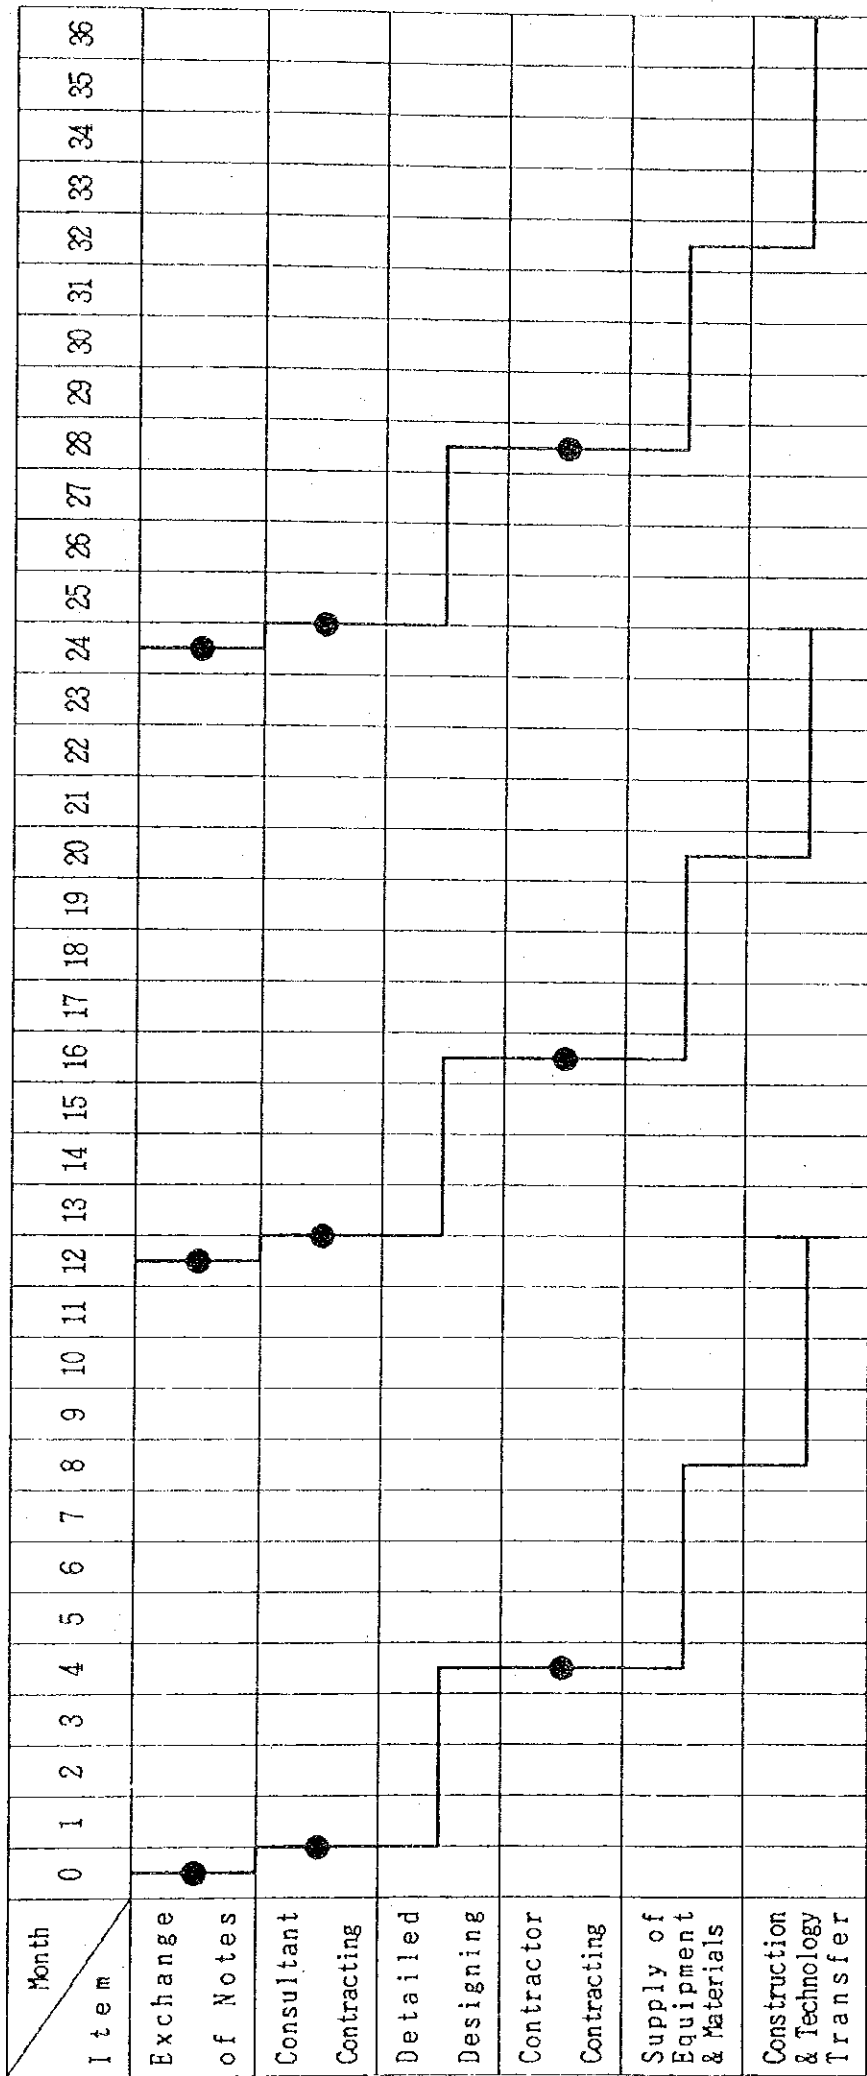 Month
Item
0 1 2 3 4 5 6 7 8 9 10 11 12 13 14 15 16 17 18 19 20 21 22 23 24 25 26 27 28 29 30 31 32 33 34 35 36
Exchange
of Notes
Consultant
Contracting
Detailed
Designing
Contractor
Contracting
Supply of
Equipment
& Materials
Construction
& Technology
Transfer